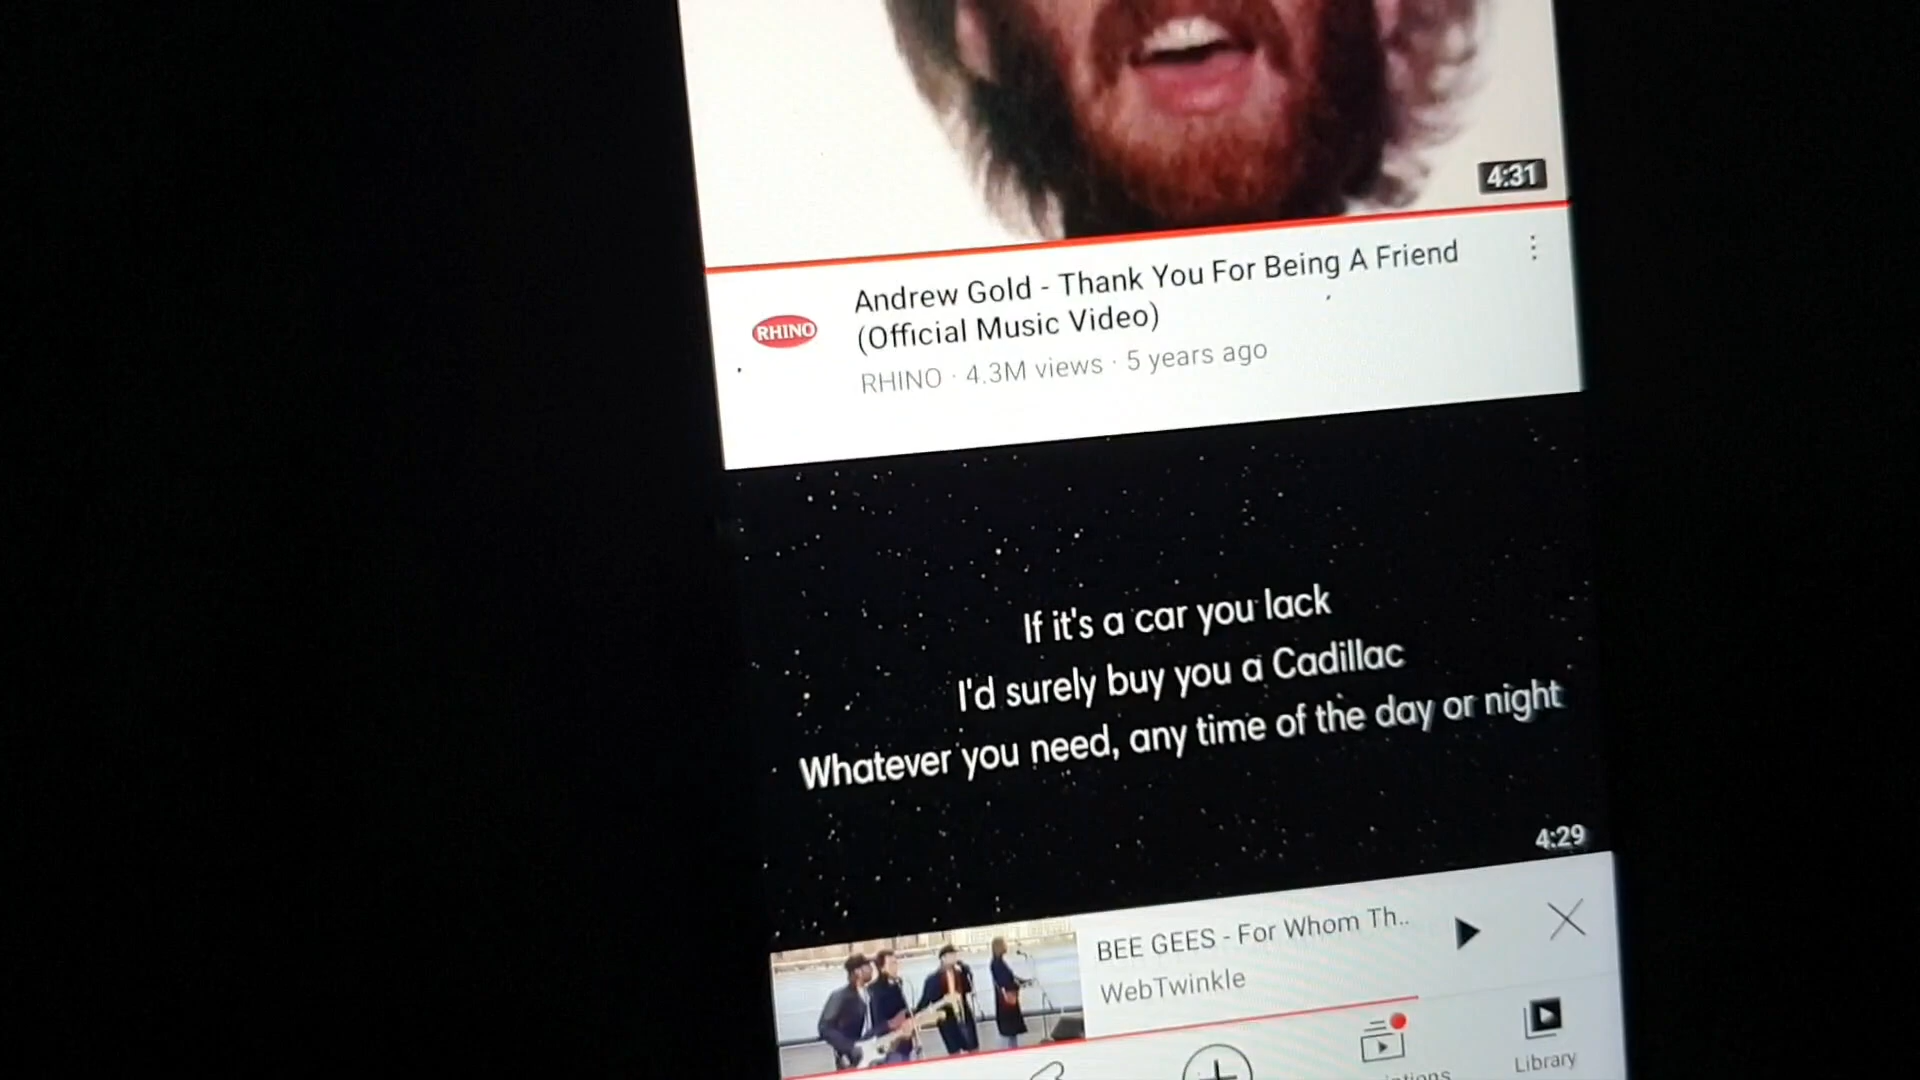 4:31
Andrew Gold - Thank You For Being A Friend
(Official Music Video)
RHINO
RHINO · 4.3M views · 5 years ago
If it's a car you lack
I'd surely buy you a Cadillac
Whatever you need, any time of the day or night
4:29
BEE GEES - For Whom Th..
WebTwinkle
Library